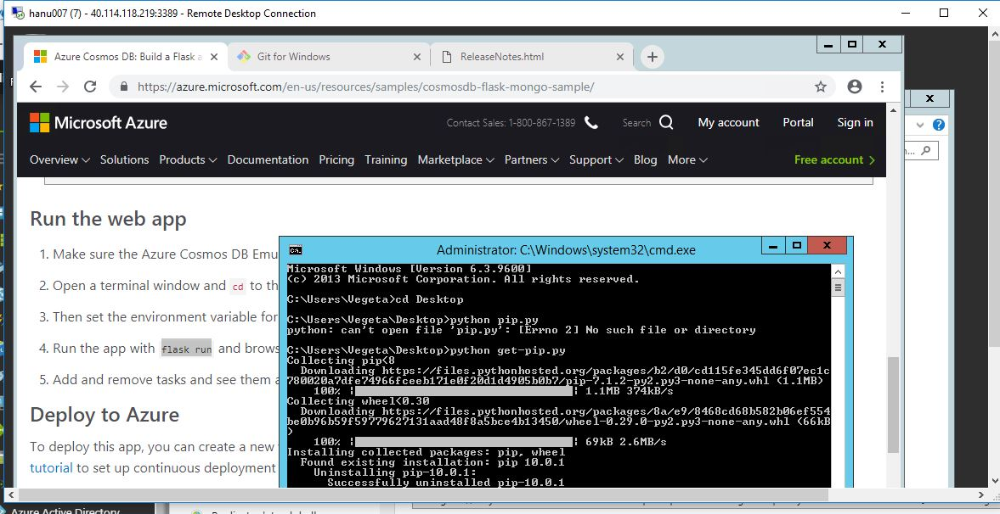 hanu007 (7) - 40.114.118.219:3389 - Remote Desktop Connection
Azure Cosmos DB: Build a Flask a
Git for Windows
ReleaseNotes.html
https://azure.microsoft.com/en-us/resources/samples/cosmosdb-flask-mongo-sample/
Microsoft Azure
Contact Sales: 1-800-867-1389
Search
My account
Portal
Sign in
Overview
Solutions
Products
Documentation
Pricing
Training
Marketplace
Partners
Support
Blog
More
Free account
Run the web app
1. Make sure the Azure Cosmos DB Emu
2. Open a terminal window and cd to th
3. Then set the environment variable for
4. Run the app with flask run and brows
5. Add and remove tasks and see them a
Deploy to Azure
To deploy this app, you can create a new
tutorial to set up continuous deployment
Administrator: C:\Windows\system32\cmd.exe
Microsoft Windows [Version 6.3.9600]
(c) 2013 Microsoft Corporation. All rights reserved.
C:\Users\Vegeta>cd Desktop
C:\Users\Vegeta\Desktop>python pip.py
python: can't open file 'pip.py': [Errno 2] No such file or directory
C:\Users\Vegeta\Desktop>python get-pip.py
Collecting pip<8
Downloading https://files.pythonhosted.org/packages/b2/d0/cd115fe345dd6f07ec1c
780020a7dfe74966fceeb171e0f20d1d4905b0b7/pip-7.1.2-py2.py3-none-any.whl (1.1MB)
100% |████████████████████████████████| 1.1MB 374kB/s
Collecting wheel<0.30
Downloading https://files.pythonhosted.org/packages/8a/e9/8468cd68b582b06ef554
be0b96b59f59779627131aad48f8a5bce4b13450/wheel-0.29.0-py2.py3-none-any.whl (66kB
)
100% |████████████████████████████████| 69kB 2.6MB/s
Installing collected packages: pip, wheel
Found existing installation: pip 10.0.1
Uninstalling pip-10.0.1:
Successfully uninstalled pip-10.0.1
Azure Active Directory